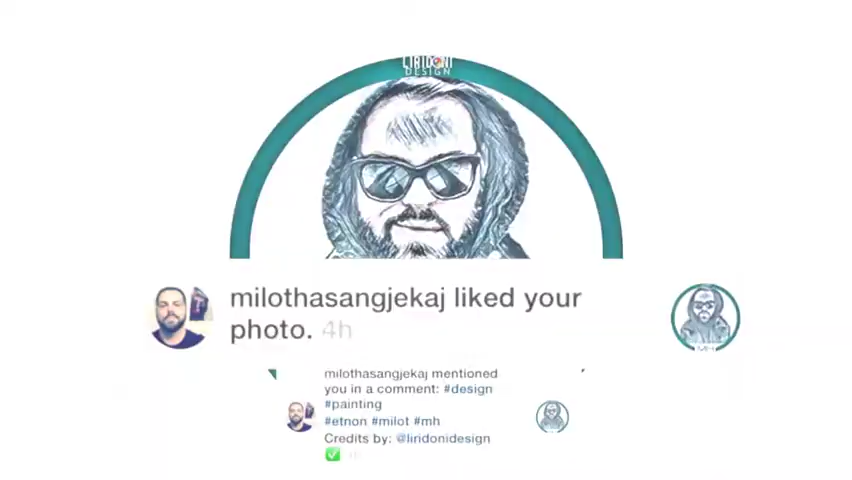 LIRIDONI
DESIGN
milothasangjekaj liked your
photo. 4h
MH
milothasangjekaj mentioned
you in a comment: #design
#painting
#etnon #milot #mh
Credits by: @liridonidesign